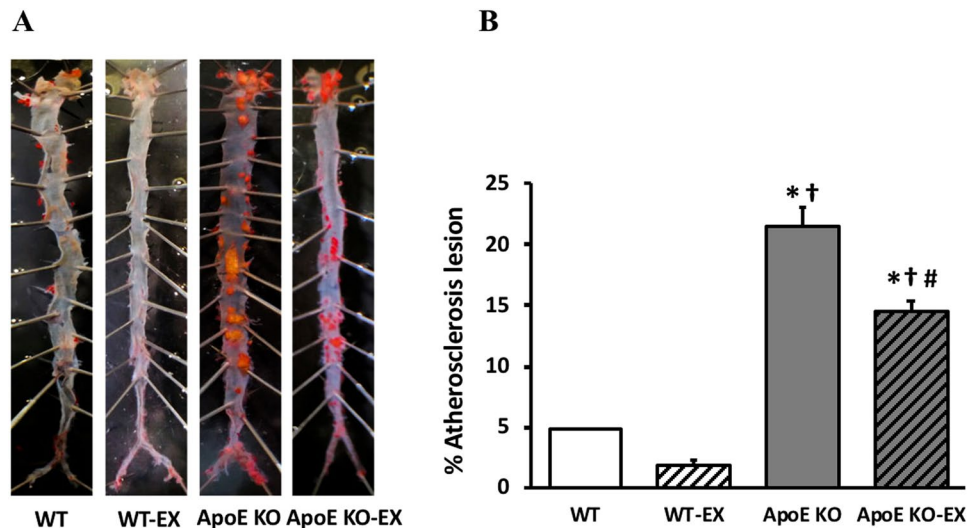 A
B
WT WT-EX ApoE KO ApoE KO-EX
% Atherosclerosis lesion
25
20
15
10
5
0
*†
*† #
WT WT-EX ApoE KO ApoE KO-EX